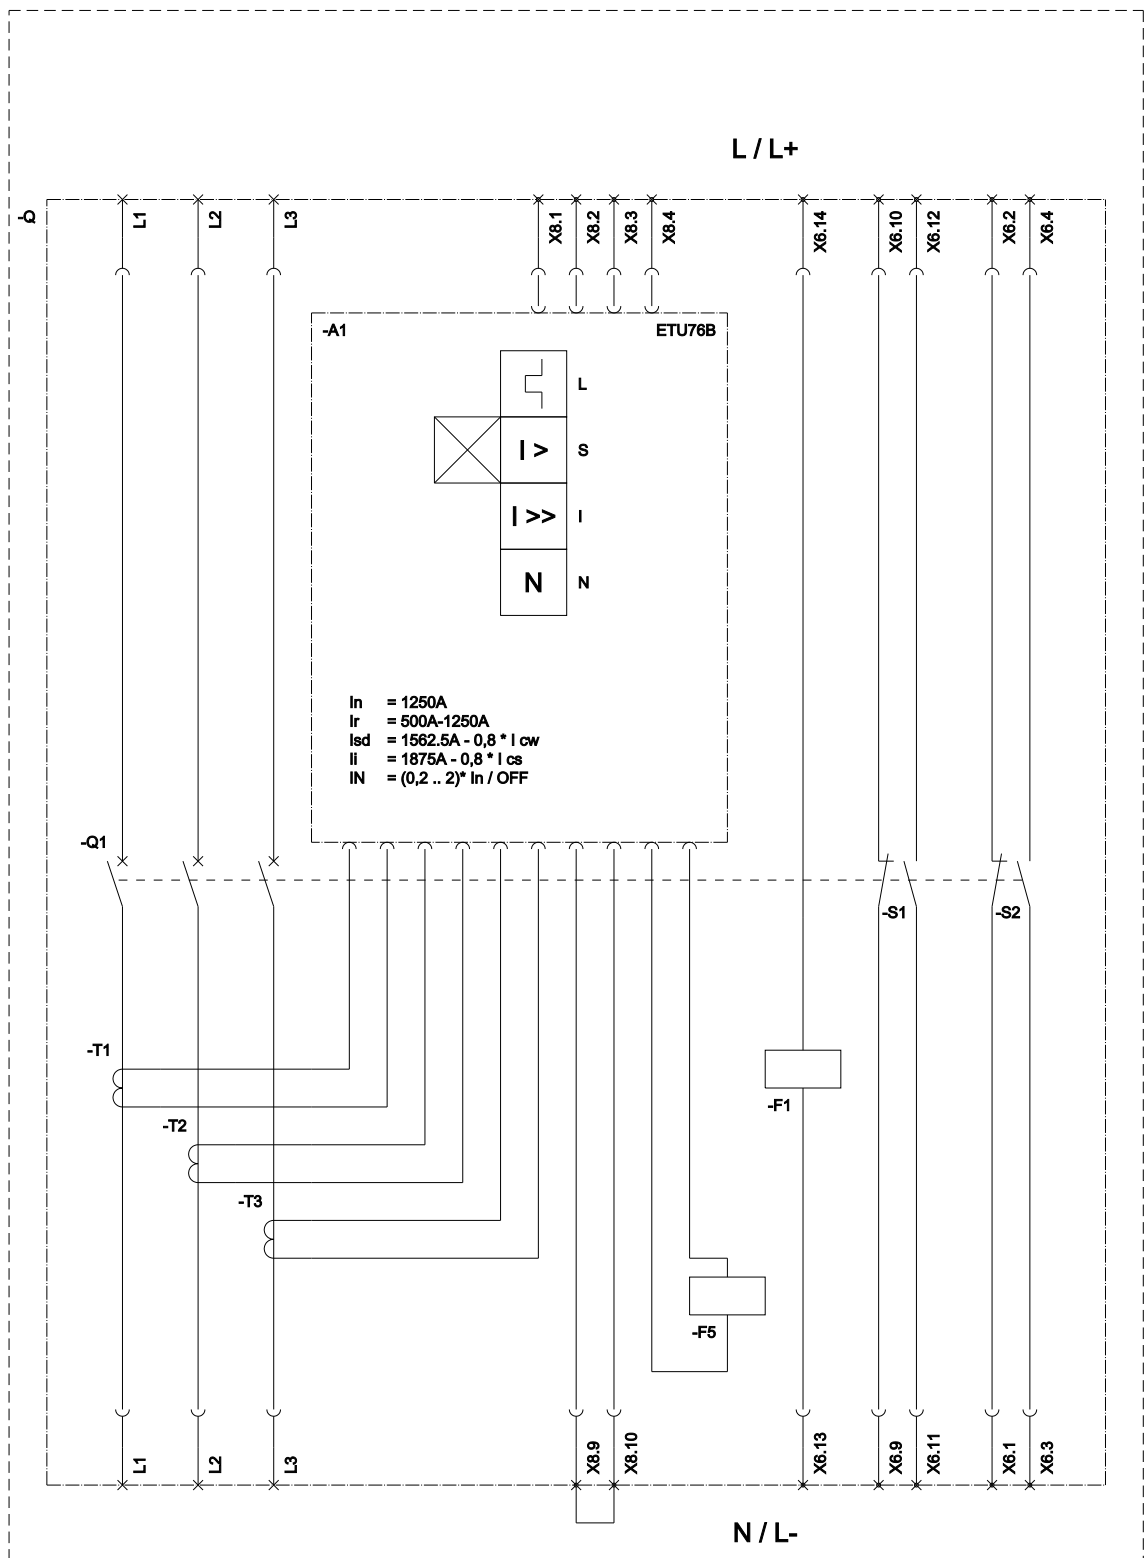 L / L+
-Q
L1
L2
L3
X8.1
X8.2
X8.3
X8.4
X6.14
X6.10
X6.12
X6.2
X6.4
-A1
ETU76B
L
I >
S
I >>
I
N
N
In = 1250A
Ir = 500A-1250A
Isd = 1562.5A - 0,8 * I cw
Ii = 1875A - 0,8 * I cs
IN = (0,2 .. 2)* In / OFF
-Q1
-S1
-S2
-T1
-F1
-T2
-T3
-F5
L1
L2
L3
X8.9
X8.10
X6.13
X6.9
X6.11
X6.1
X6.3
N / L-